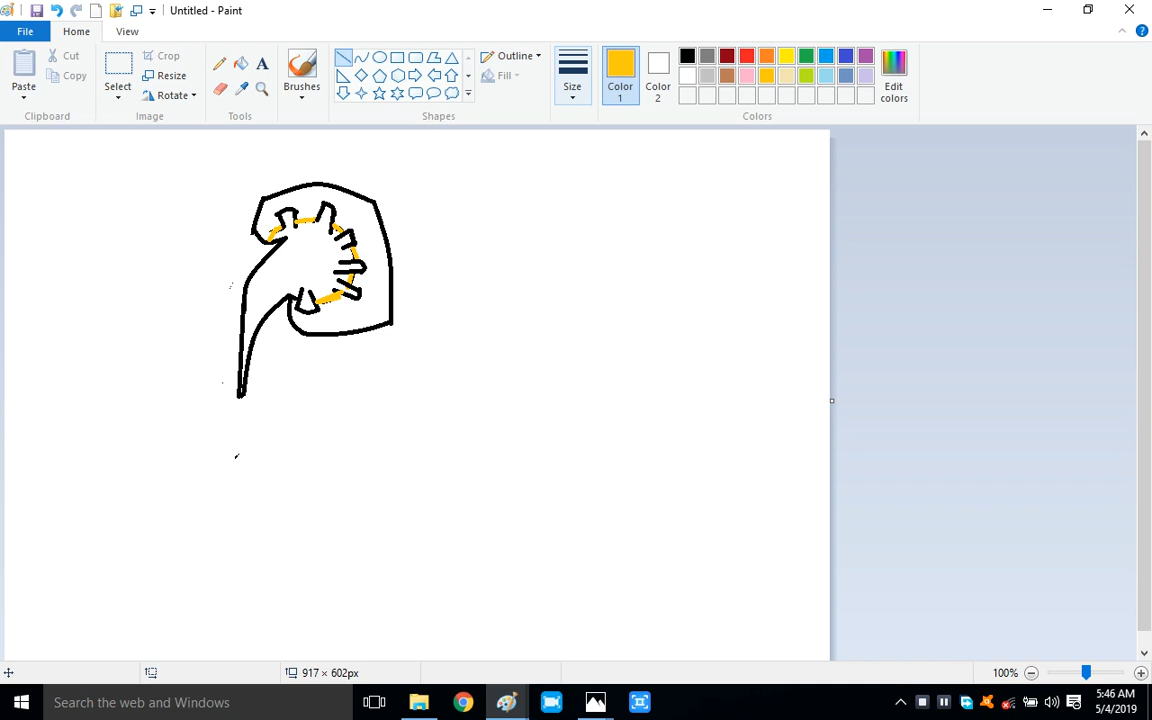 Untitled - Paint
File
Home
View
Paste
Cut
Copy
Clipboard
Select
Crop
Resize
Rotate
Image
Tools
Brushes
Outline
Fill
Shapes
Size
Color
1
Color
2
Edit
colors
Colors
917 × 602px
100%
Search the web and Windows
5:46 AM
5/4/2019